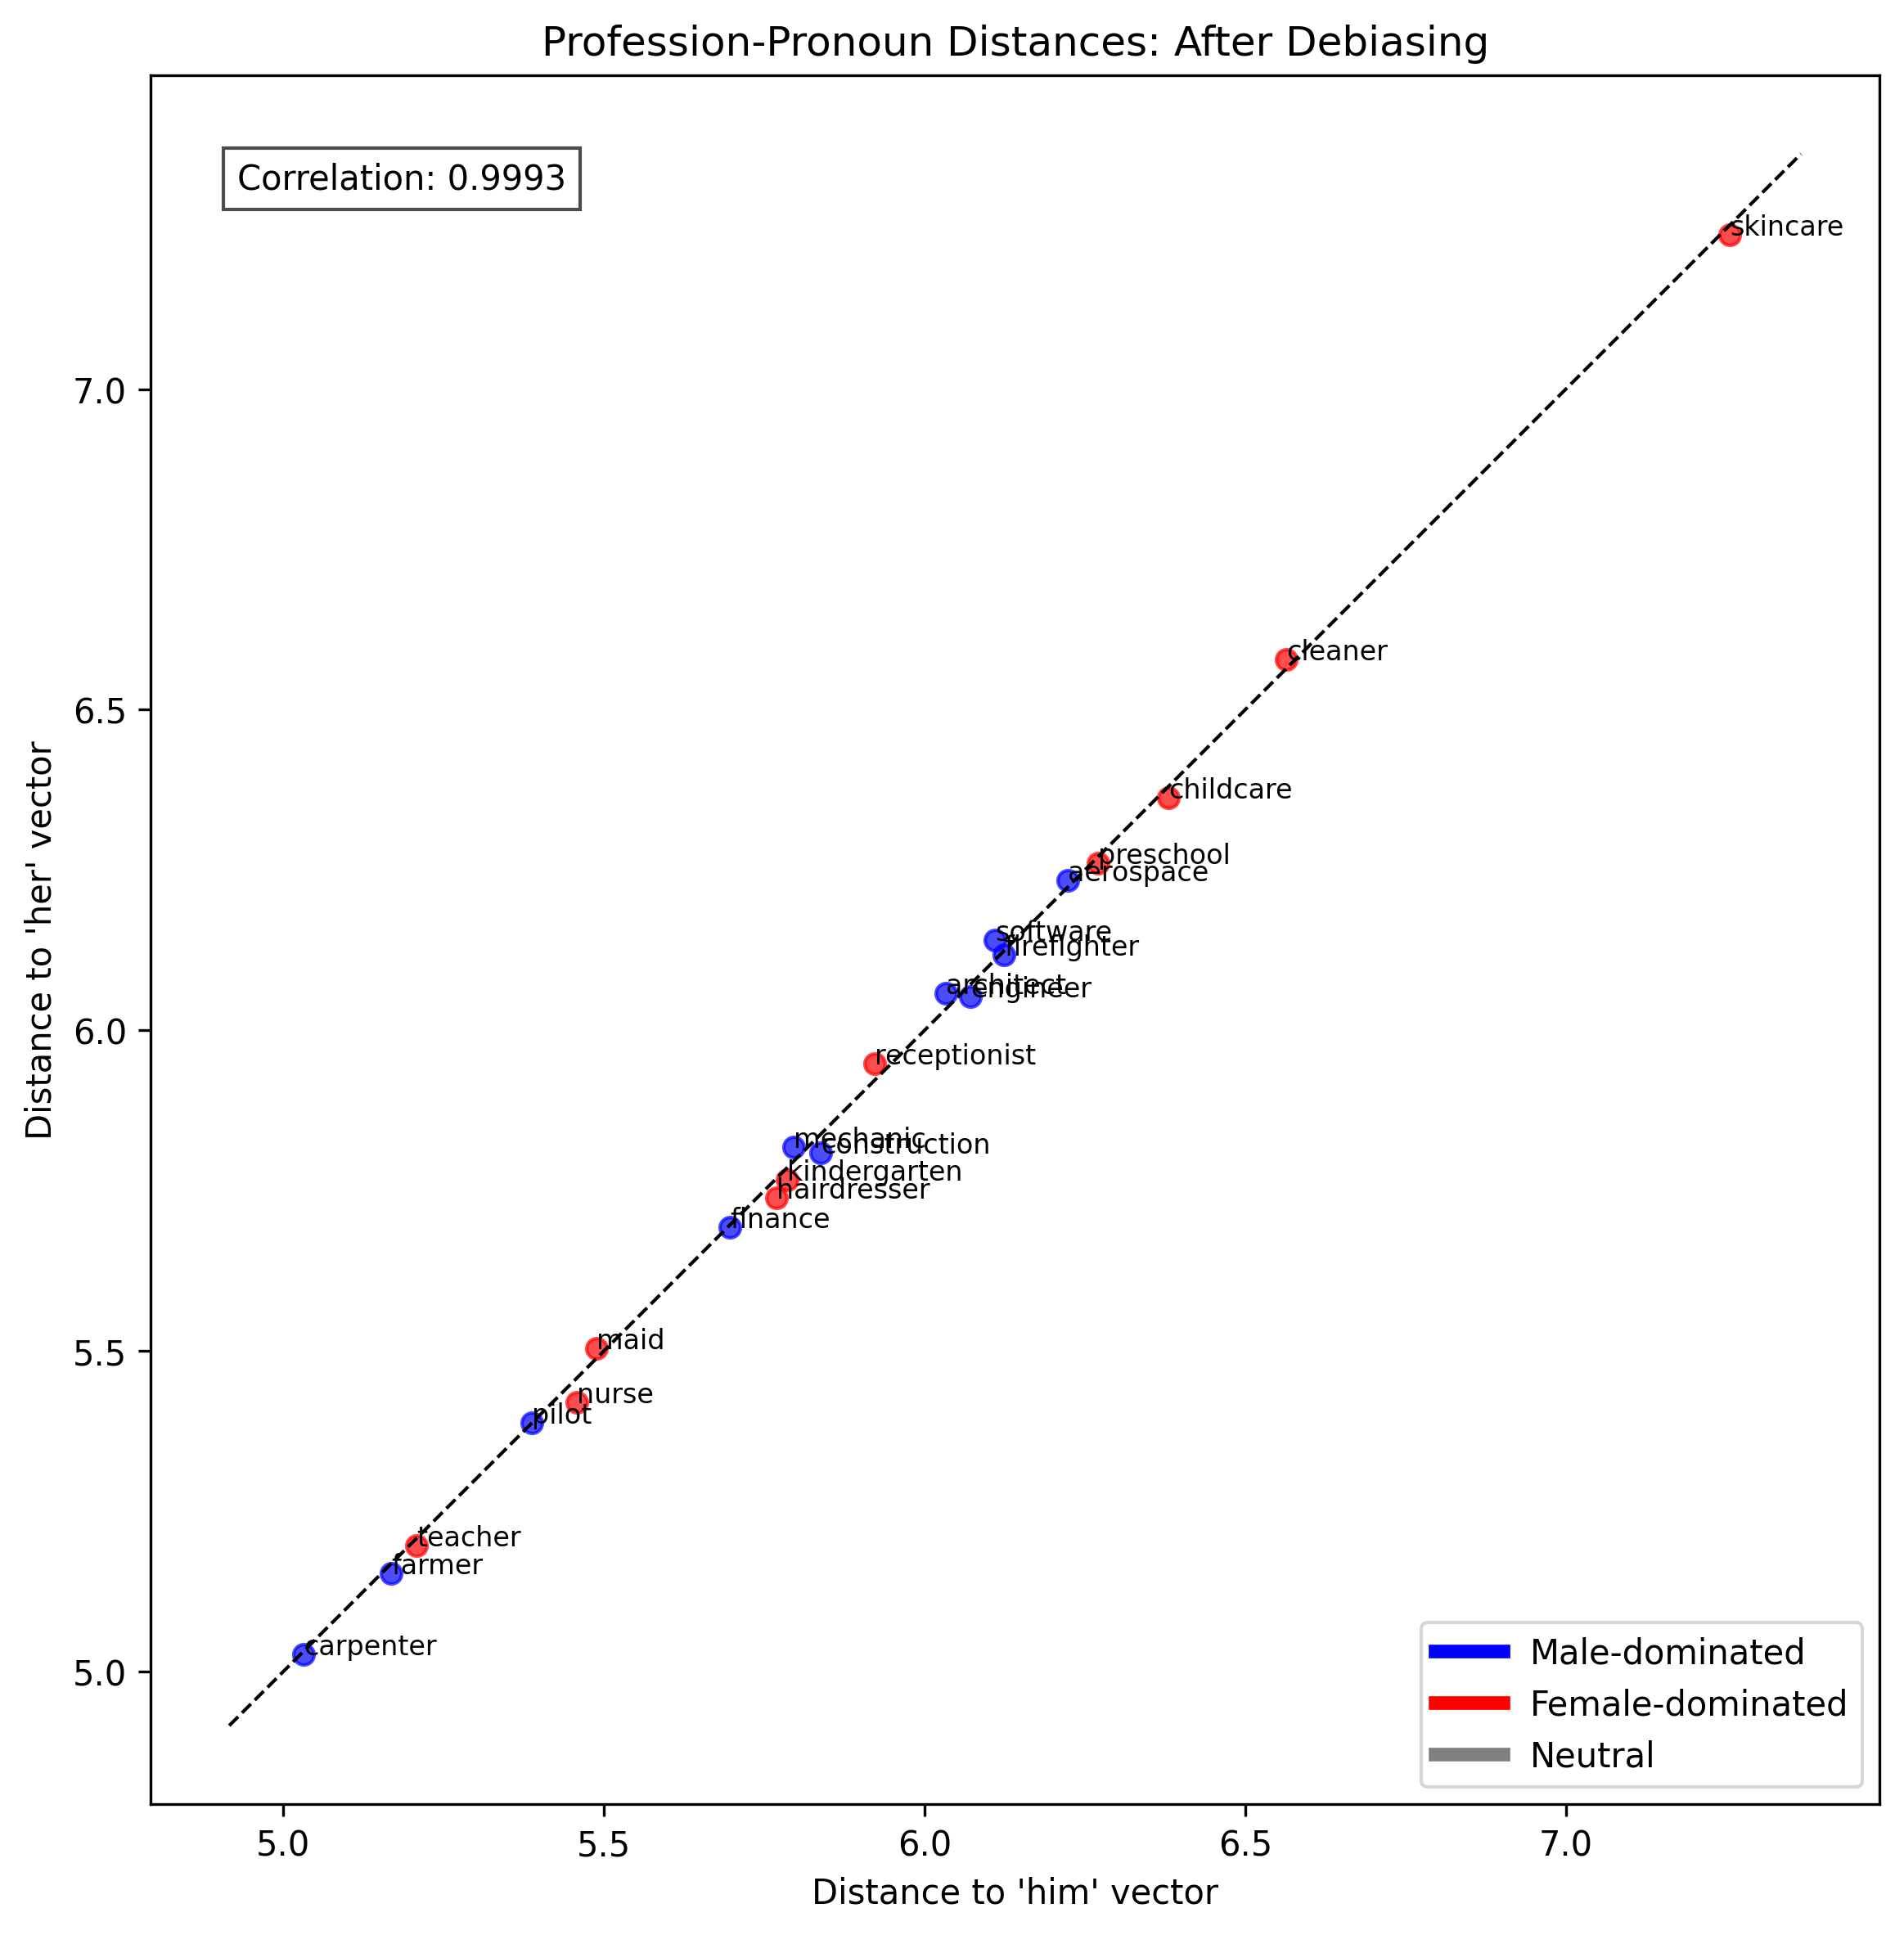 Profession-Pronoun Distances: After Debiasing
Correlation: 0.9993
skincare
7.0
cleaner
6.5
childcare
preschool
aerospace
software
firefighter
architect
engineer
6.0
receptionist
mechanic
construction
kindergarten
hairdresser
finance
maid
5.5
nurse
pilot
teacher
farmer
carpenter
5.0
Male-dominated
Female-dominated
Neutral
Distance to 'her' vector
5.0 5.5 6.0 6.5 7.0
Distance to 'him' vector